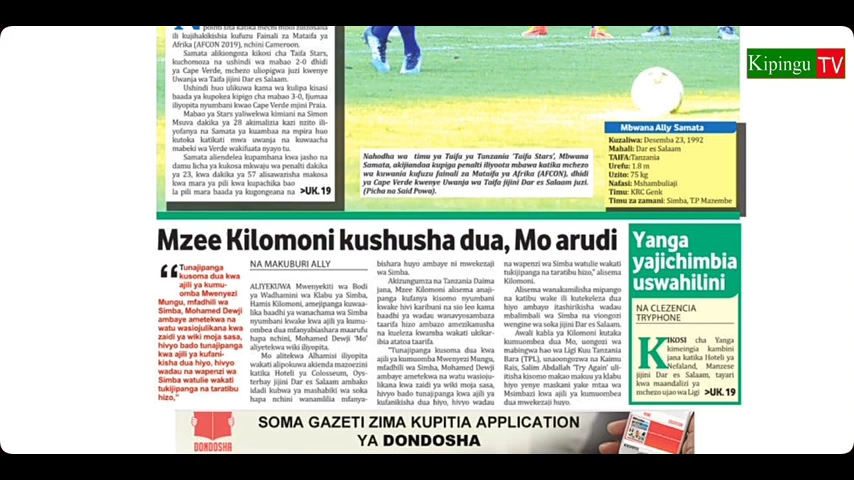 Kipingu TV
pointi sita katika mechi mbili zilizosalia
ili kujihakikishia kufuzu Fainali za Mataifa ya
Afrika (AFCON 2019), nchini Cameroon.
Samata alikiongoza kikosi cha Taifa Stars,
kuchomoza na ushindi wa mabao 2-0 dhidi
ya Cape Verde, mchezo uliopigwa juzi kwenye
Uwanja wa Taifa jijini Dar es Salaam.
Ushindi huo ulikuwa kama wa kulipa kisasi
baada ya kupokea kipigo cha mabao 3-0, Ijumaa
iliyopita nyumbani kwao Cape Verde mjini Praia.
Mabao ya Stars yaliwekwa kimiani na Simon
Msuva dakika ya 28 akimalizia kazi nzito ili-
yofanya na Samata ya kuambaa na mpira huo
kutoka katikati mwa uwanja na kuwaacha
mabeki wa Verde wakifuata nyayo tu.
Samata aliendelea kupambana kwa jasho na
damu licha ya kukosa mkwaju wa penalti dakika
ya 23, kwa dakika ya 57 alisawazisha makosa
kwa mara ya pili kwa kupachika bao
la pili mara baada ya kugongeana na >UK. 19
Nahodha wa timu ya Taifa ya Tanzania 'Taifa Stars', Mbwana
Samata, akijiandaa kupiga penalti iliyoota mbawa katika mchezo
wa kuwania kufuzu fainali za Mataifa ya Afrika (AFCON), dhidi
ya Cape Verde kwenye Uwanja wa Taifa jijini Dar es Salaam juzi.
(Picha na Said Powa).
Mbwana Ally Samata
Kuzaliwa: Desemba 23, 1992
Mahali: Dar es Salaam
TAIFA:Tanzania
Urefu: 1.8 m
Uzito: 75 kg
Nafasi: Mshambuliaji
Timu: KRC Genk
Timu za zamani: Simba, T.P Mazembe
Mzee Kilomoni kushusha dua, Mo arudi
“Tunajipanga
kusoma dua kwa
ajili ya kumuo-
mba Mwenyezi
Mungu, mfadhili wa
Simba, Mohamed Dewji
ambaye ametekwa na
watu wasiojulikana kwa
zaidi ya wiki moja sasa,
hivyo bado tunajipanga
kwa ajili ya kufani-
kisha dua hiyo, hivyo
wadau na wapenzi wa
Simba watulie wakati
tukijipanga na taratibu
hizo,”
NA MAKUBURI ALLY
ALIYEKUWA Mwenyekiti wa Bodi
ya Wadhamini wa Klabu ya Simba,
Hamis Kilomoni, amejipanga kuwaa-
lika baadhi ya wanachama wa Simba
nyumbani kwake kwa ajili ya kumuo-
mbea dua mfanyabiashara maarufu
hapa nchini, Mohamed Dewji 'Mo'
aliyetekwa wiki iliyopita.
Mo alitekwa Alhamisi iliyopita
wakati alipokuwa akienda mazoezini
katika Hoteli ya Colosseum, Oyster-
bay jijini Dar es Salaam ambako
hadi kufikia jana
bishara huyo ambaye ni mwekezaji
wa Simba.
Akizungumza na Tanzania Daima
jana, Mzee Kilomoni alisema anaji-
panga kufanya kisomo nyumbani
kwake hivi karibuni na sio leo kama
baadhi ya wadau wanavyosambaza
taarifa hizo ambazo amezikanusha
na kueleza kwamba wakati ukifika-
ribia atatoa taarifa.
“Tunajipanga kusoma dua kwa
ajili ya kumuomba Mwenyezi Mungu,
mfadhili wa Simba, Mohamed Dewji
ambaye ametekwa na watu wasioju-
likana kwa zaidi ya wiki moja sasa,
hivyo bado tunajipanga kwa ajili ya
kufanikisha dua hiyo, hivyo wadau
na wapenzi wa Simba watulie wakati
tukijipanga na taratibu hizo,” alisema
Kilomoni.
Alisema wanakamilisha mipango
na katibu wake ili kutekeleza dua
hiyo ambayo itashirikisha wadau
mbalimbali wa Simba na viongozi
wengine wa soka jijini Dar es Salaam.
Awali kabla ya Kilomoni kutaka
kumuombea dua Mo, uongozi wa
mabingwa hao wa Ligi Kuu Tanzania
Bara (TPL), unaoongozwa na Kaimu
Rais, Salim Abdallah 'Try Again' uli-
itisha kisomo makao makuu ya klabu
hiyo yenye maskani yake mtaa wa
Msimbazi kwa ajili ya kumuombea dua
mwekezaji huyo.
Yanga
yajichimbia
uswahilini
NA CLEZENCIA
TRYPHONE
KIKOSI cha Yanga
kimeingia kambini
jana katika Hoteli ya
Nefaland, Manzese
jijini Dar es Salaam, tayari
kwa maandalizi ya
mchezo ujao wa Ligi >UK. 19
DONDOSHA
SOMA GAZETI ZIMA KUPITIA APPLICATION
YA DONDOSHA